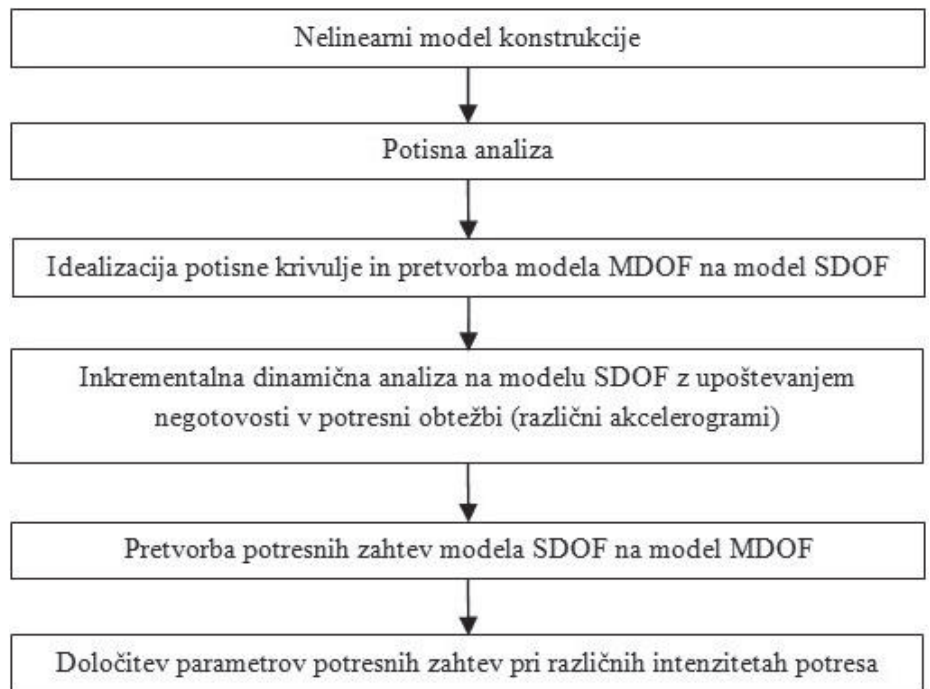 Nelinearni model konstrukcije
Potisna analiza
Idealizacija potisne krivulje in pretvorba modela MDOF na model SDOF
Inkrementalna dinamična analiza na modelu SDOF z upoštevanjem
negotovosti v potresni obtežbi (različni akcelerogrami)
Pretvorba potresnih zahtev modela SDOF na model MDOF
Določitev parametrov potresnih zahtev pri različnih intenzitetah potresa